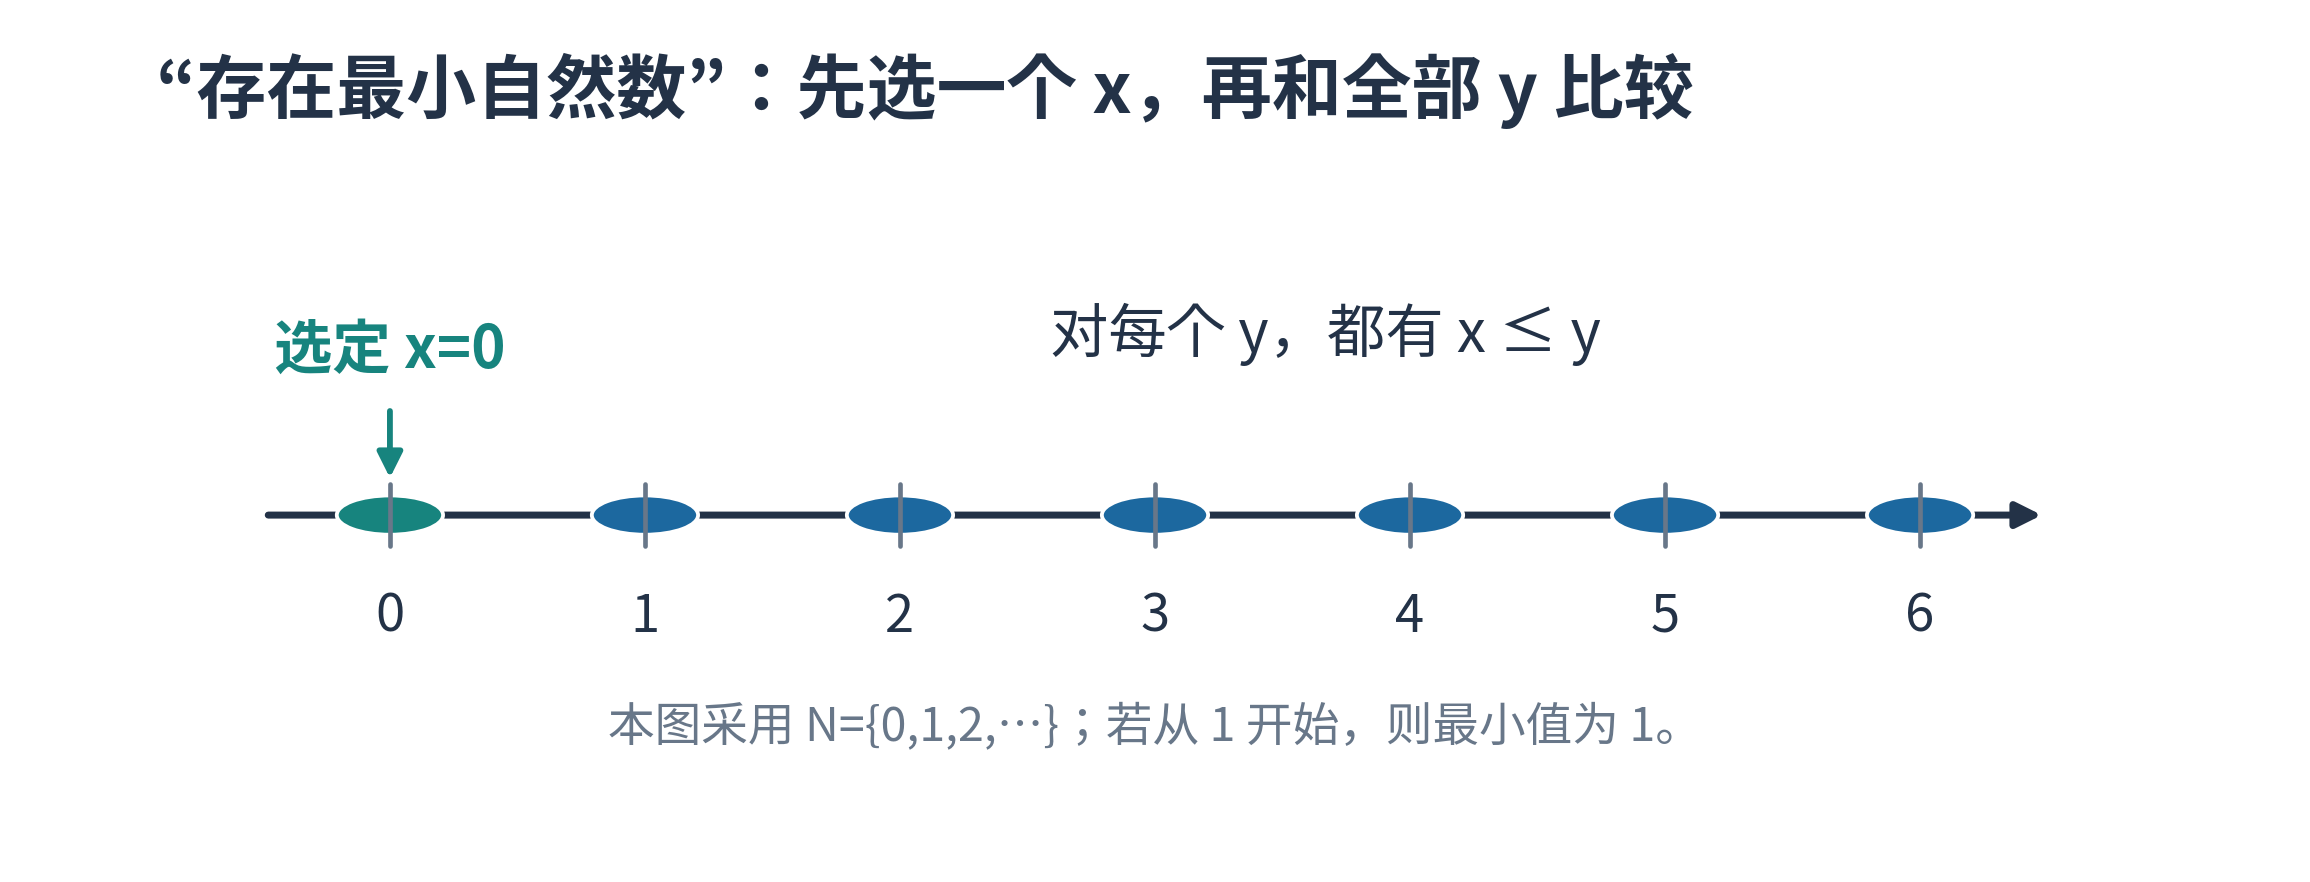 “存在最小自然数”：先选一个 x，再和全部 y 比较
对每个 y，都有 x ≤ y
选定 x=0
0 1 2 3 4 5 6
本图采用 N={0,1,2,⋯}；若从 1 开始，则最小值为 1。